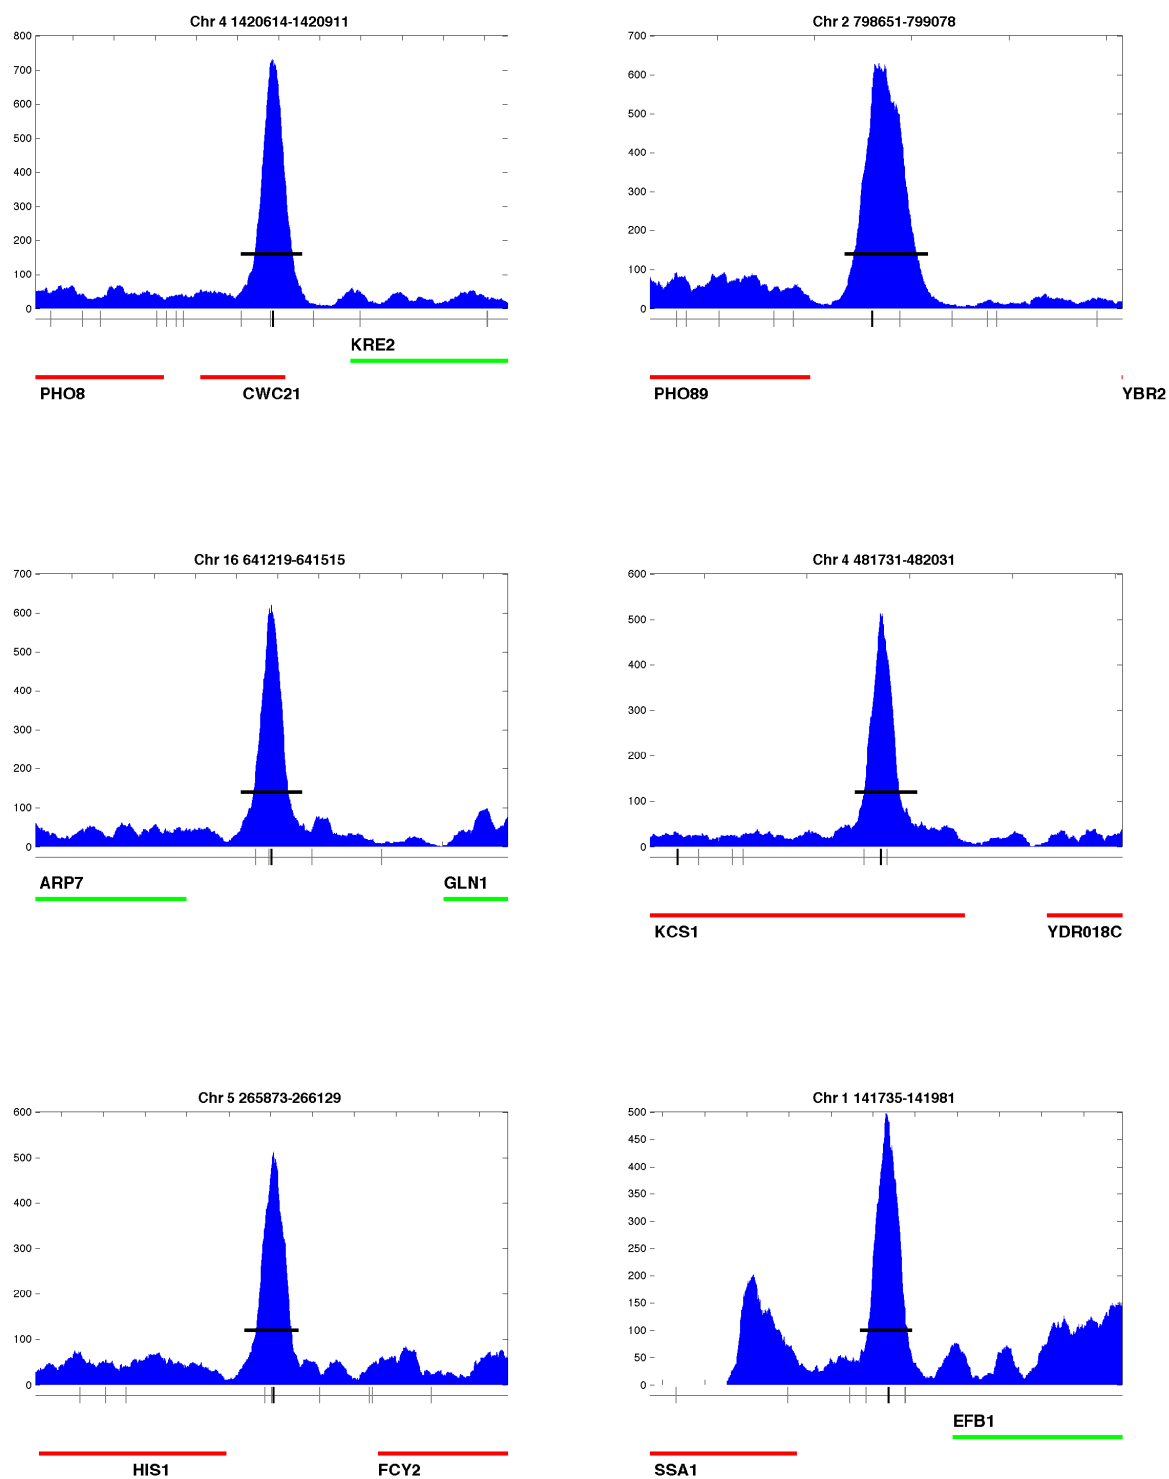 Chr 4 1420614-1420911
800
700
600
500
400
300
200
100
0
KRE2
PHO8
CWC21
Chr 2 798651-799078
700
600
500
400
300
200
100
0
PHO89
YBR2
Chr 16 641219-641515
700
600
500
400
300
200
100
0
ARP7
GLN1
Chr 4 481731-482031
600
500
400
300
200
100
0
KCS1
YDR018C
Chr 5 265873-266129
600
500
400
300
200
100
0
HIS1
FCY2
Chr 1 141735-141981
500
450
400
350
300
250
200
150
100
50
0
EFB1
SSA1